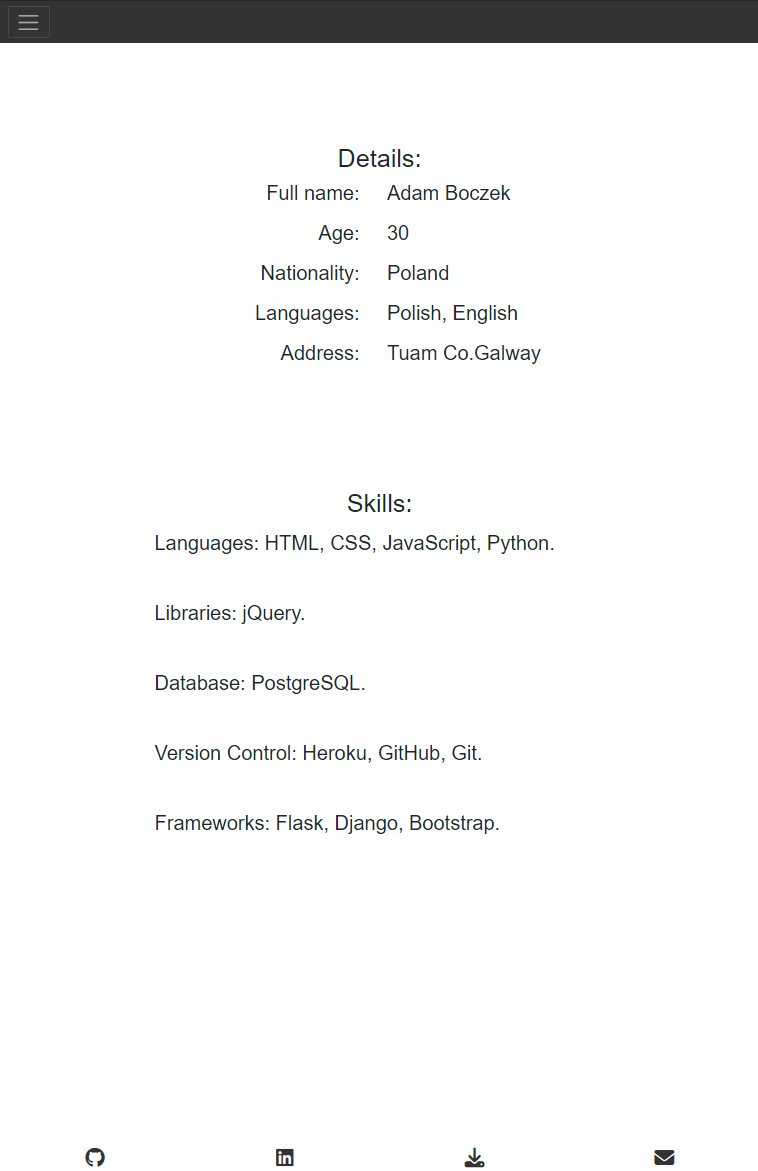 Details:
Full name: Adam Boczek
Age: 30
Nationality: Poland
Languages: Polish, English
Address: Tuam Co.Galway
Skills:
Languages: HTML, CSS, JavaScript, Python.
Libraries: jQuery.
Database: PostgreSQL.
Version Control: Heroku, GitHub, Git.
Frameworks: Flask, Django, Bootstrap.